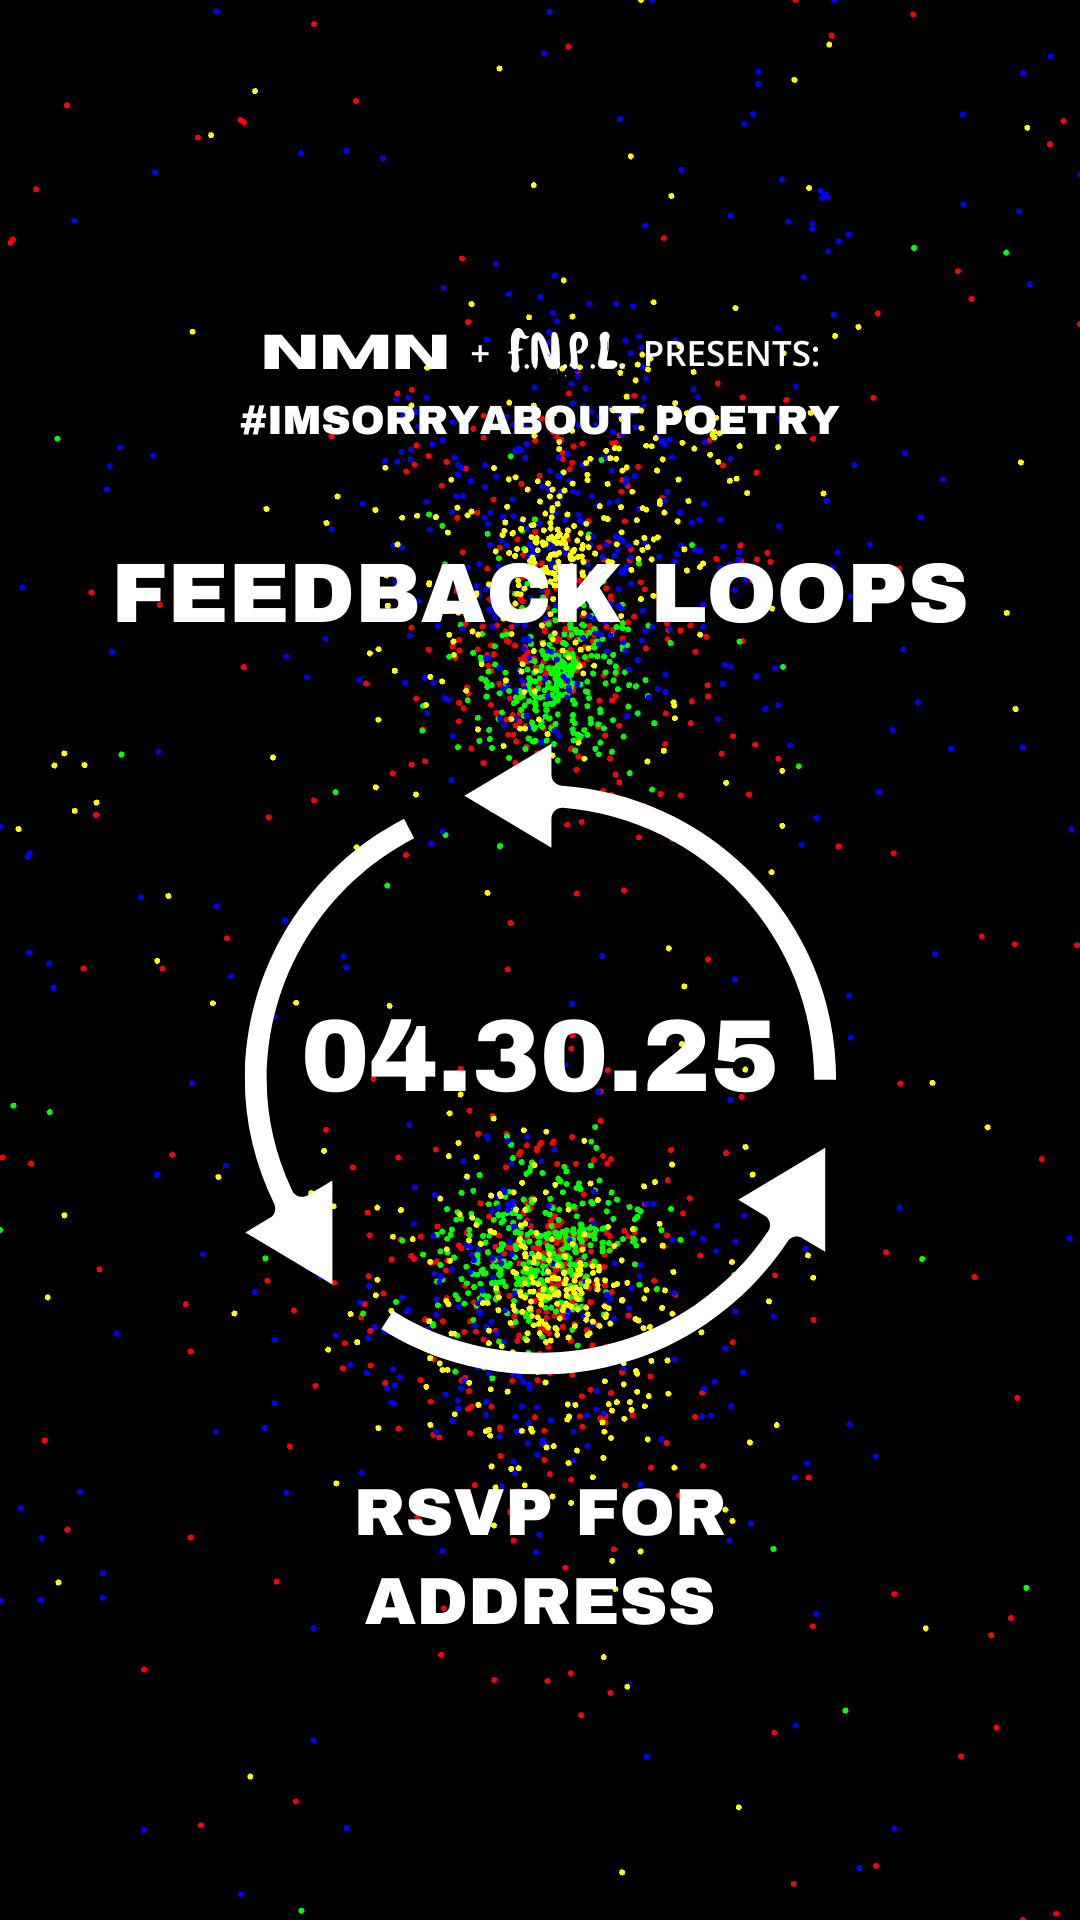 NMN + F.N.P.L. PRESENTS:
#IMSORRYABOUT POETRY
FEEDBACK LOOPS
04.30.25
RSVP FOR
ADDRESS